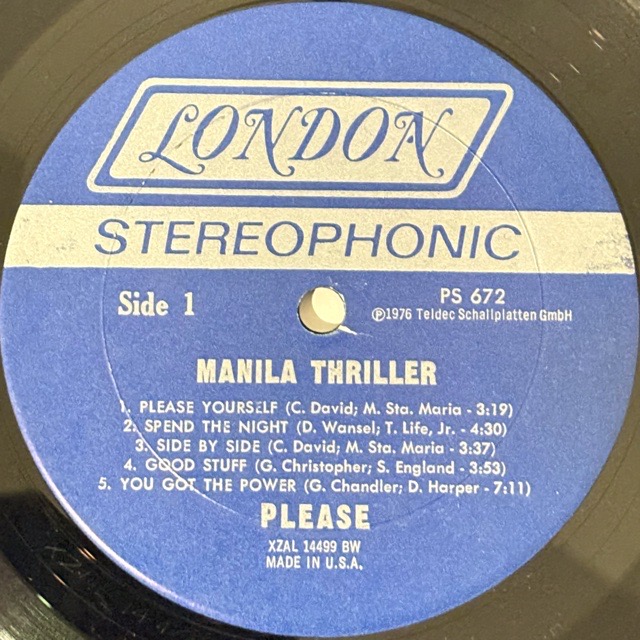 LONDON
STEREOPHONIC
Side 1
PS 672
℗1976 Teldec Schallplatten GmbH
MANILA THRILLER
1. PLEASE YOURSELF (C. David; M. Sta. Maria - 3:19)
2. SPEND THE NIGHT (D. Wansel; T. Life, Jr. - 4:30)
3. SIDE BY SIDE (C. David; M. Sta. Maria - 3:37)
4. GOOD STUFF (G. Christopher; S. England - 3:53)
5. YOU GOT THE POWER (G. Chandler; D. Harper - 7:11)
PLEASE
XZAL 14499 BW
MADE IN U.S.A.